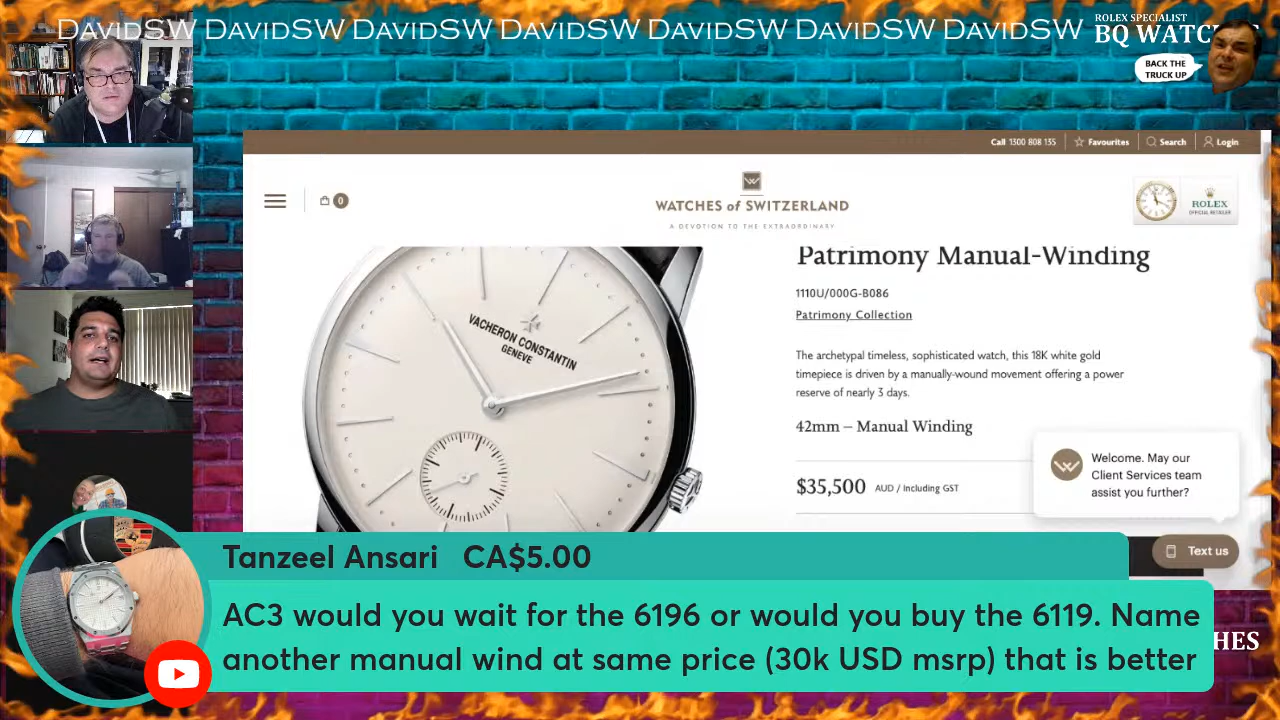 DAVIDSW DAVIDSW DAVIDSW DAVIDSW DAVIDSW DAVIDSW DAVIDSW
ROLEX SPECIALIST
BQ WATC ES
BACK THE
TRUCK UP
Call 1300 808 135 Favourites Search Login
0
WATCHES of SWITZERLAND
A DEVOTION TO THE EXTRAORDINARY
ROLEX
OFFICIAL RETAILER
Patrimony Manual-Winding
1110U/000G-B086
Patrimony Collection
The archetypal timeless, sophisticated watch, this 18K white gold
timepiece is driven by a manually-wound movement offering a power
reserve of nearly 3 days.
42mm – Manual Winding
$35,500 AUD / Including GST
VACHERON CONSTANTIN
GENEVE
Welcome. May our
Client Services team
assist you further?
Text us
Tanzeel Ansari CA$5.00
AC3 would you wait for the 6196 or would you buy the 6119. Name
another manual wind at same price (30k USD msrp) that is better
HES